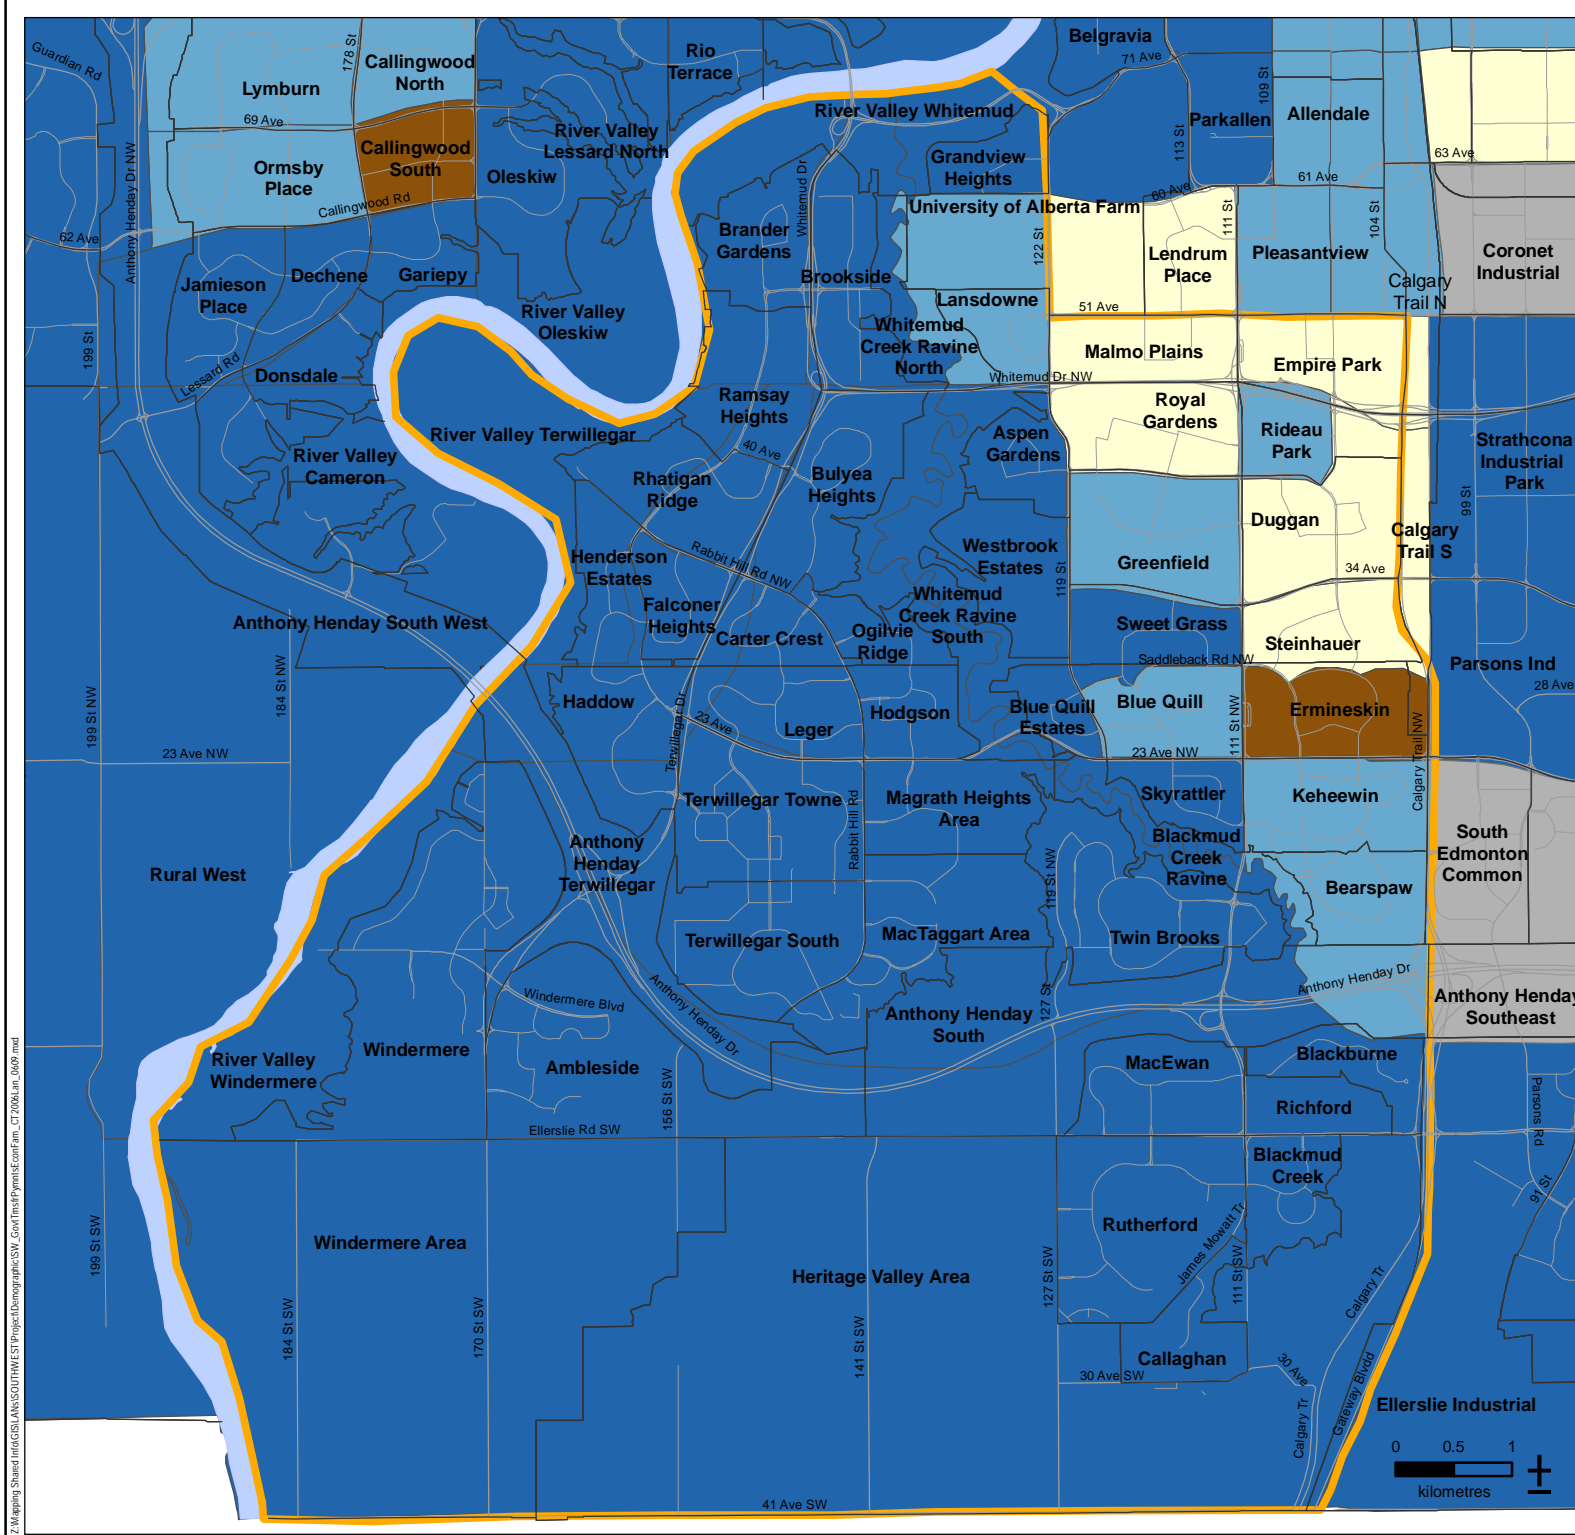 Guardian Rd
178 St
Callingwood
North
Lymburn
69 Ave
Callingwood
South
Ormsby
Place
Callingwood Rd
62 Ave
Anthony Henday Dr NW
Rio
Terrace
River Valley
Lessard North
Oleskiw
Belgravia
71 Ave
109 St
River Valley Whitemud
Parkallen
Allendale
113 St
63 Ave
Grandview
Heights
61 Ave
60 Ave
University of Alberta Farm
Whitemud Dr
Brander
Gardens
122 St
111 St
104 St
Lendrum
Place
Pleasantview
Coronet
Industrial
Jamieson
Place
Dechene
Gariepy
Brookside
Calgary
Trail N
Lansdowne
51 Ave
River Valley
Oleskiw
Whitemud
Creek Ravine
North
199 St
Malmo Plains
Empire Park
Lessard Rd
Donsdale
Whitemud Dr NW
Ramsay
Heights
Royal
Gardens
River Valley Terwillegar
Aspen
Gardens
Rideau
Park
Strathcona
Industrial
Park
River Valley
Cameron
40 Ave
Rhatigan
Ridge
Bulyea
Heights
99 St
Duggan
Calgary
Trail S
Rabbit Hill Rd NW
Henderson
Estates
Westbrook
Estates
Greenfield
34 Ave
119 St
Falconer
Heights
Whitemud
Creek Ravine
South
Anthony Henday South West
Carter Crest
Ogilvie
Ridge
Sweet Grass
Steinhauer
Saddleback Rd NW
Parsons Ind
28 Ave
184 St NW
199 St NW
Haddow
23 Ave
Terwillegar Dr
Leger
Hodgson
Blue Quill
Estates
Blue Quill
111 St NW
Ermineskin
Calgary Trail NW
23 Ave NW
23 Ave NW
Terwillegar Towne
Rabbit Hill Rd
Magrath Heights
Area
Skyrattler
Keheewin
Anthony
Henday
Terwillegar
Blackmud
Creek
Ravine
South
Edmonton
Common
Rural West
119 St NW
Bearspaw
Terwillegar South
MacTaggart Area
Twin Brooks
Anthony Henday Dr
Windermere Blvd
Anthony Henday Dr
127 St
Anthony Henday
South
Anthony Henday
Southeast
River Valley
Windermere
Windermere
Ambleside
156 St SW
MacEwan
Blackburne
Richford
Parsons Rd
Ellerslie Rd SW
Blackmud
Creek
91 St
199 St SW
Windermere Area
Rutherford
James Mowatt Tr
Heritage Valley Area
127 St SW
111 St SW
Calgary Tr
184 St SW
170 St SW
141 St SW
Callaghan
30 Ave SW
30 Ave
Gateway Blvdd
Calgary Tr
Ellerslie Industrial
0 0.5 1
kilometres
41 Ave SW